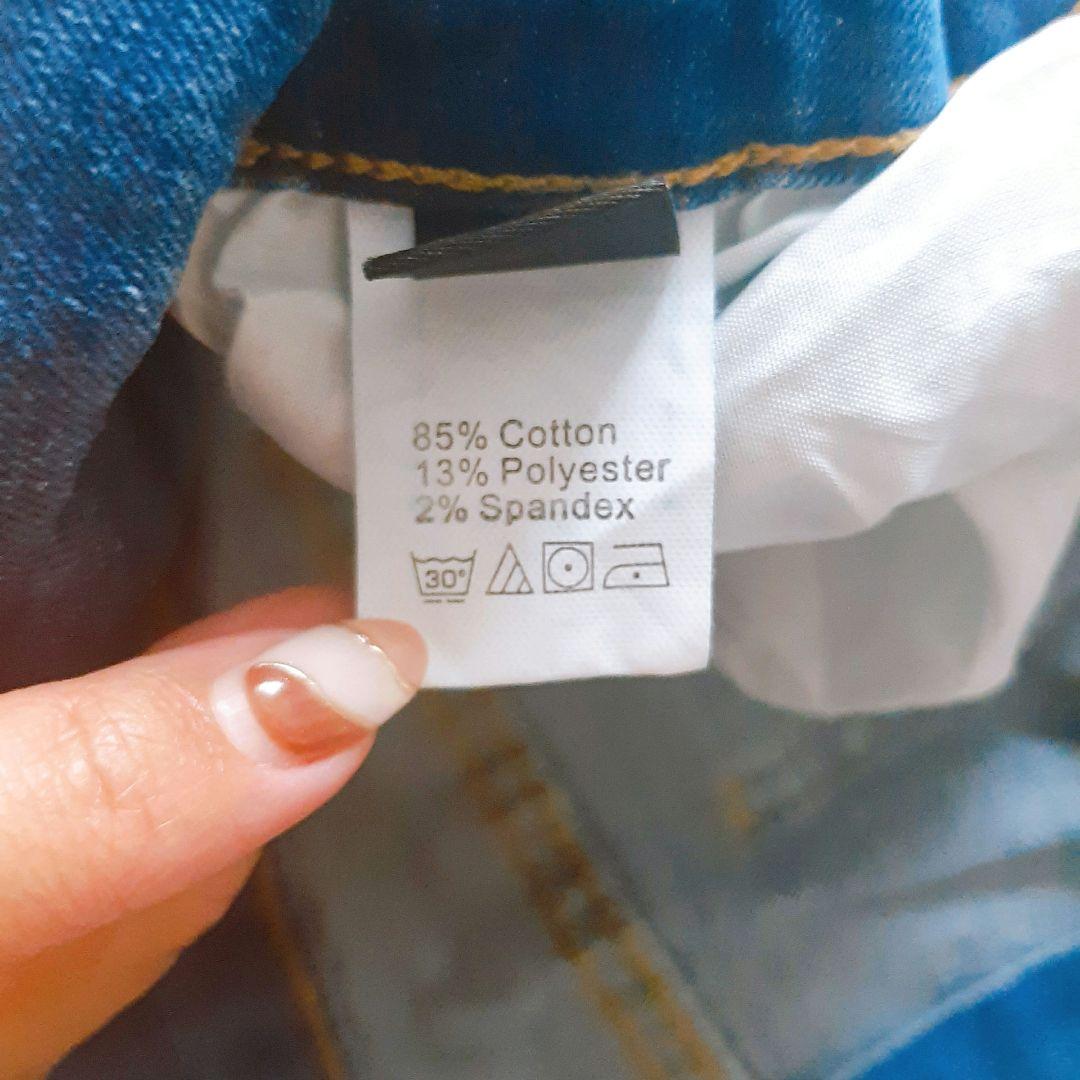 85% Cotton
13% Polyester
2% Spandex
30°